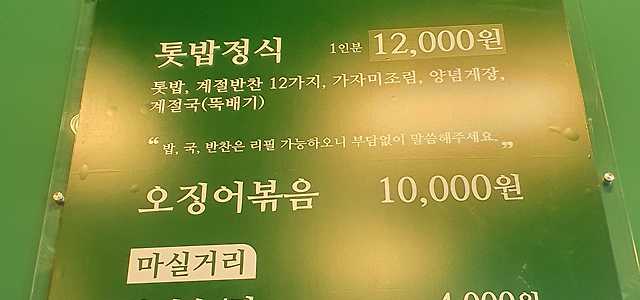 톳밥정식 1인분 12,000원
톳밥, 계절반찬 12가지, 가자미조림, 양념게장,
계절국(뚝배기)
“ 밥, 국, 반찬은 리필 가능하오니 부담없이 말씀해주세요. ”
오징어볶음 10,000원
마실거리
4,000원